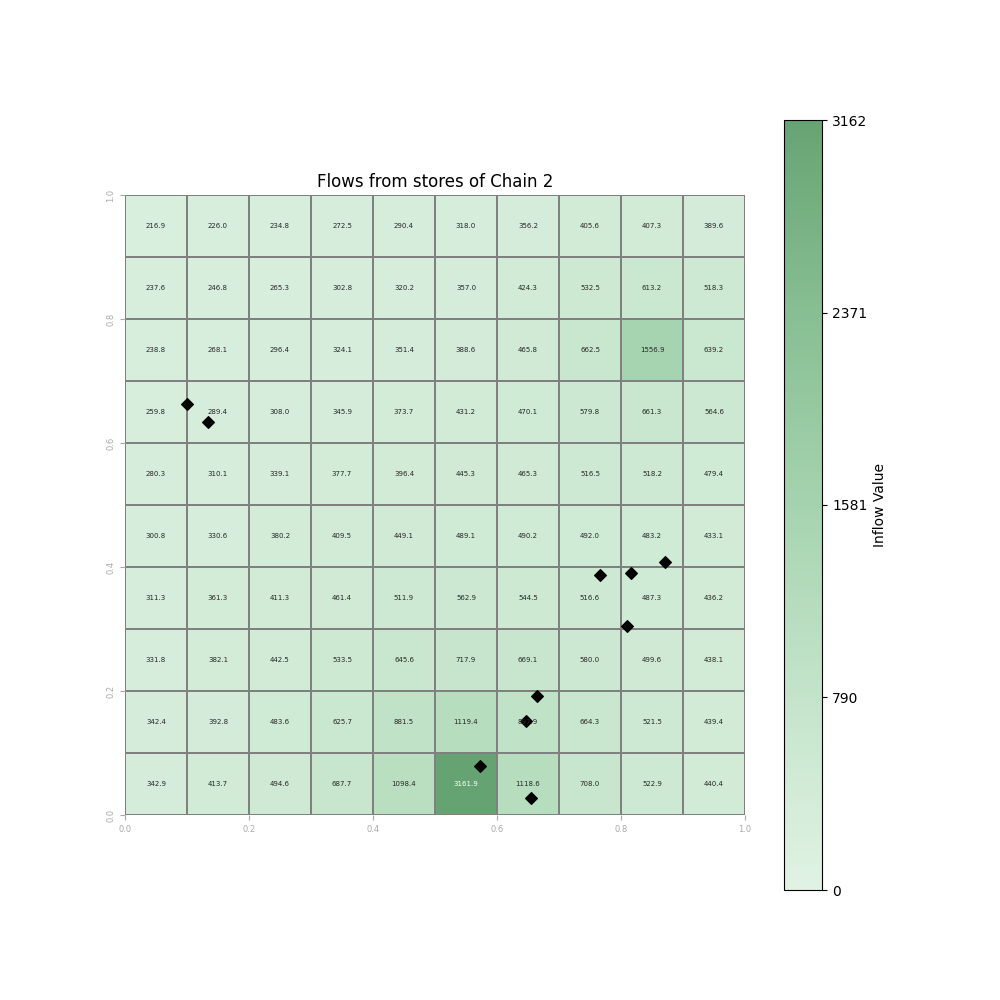 Flows from stores of Chain 2
216.9 226.0 234.8 272.5 290.4 318.0 356.2 405.6 407.3 389.6
237.6 246.8 265.3 302.8 320.2 357.0 424.3 532.5 613.2 518.3
238.8 268.1 296.4 324.1 351.4 388.6 465.8 662.5 1556.9 639.2
259.8 289.4 308.0 345.9 373.7 431.2 470.1 579.8 661.3 564.6
280.3 310.1 339.1 377.7 396.4 445.3 465.3 516.5 518.2 479.4
300.8 330.6 380.2 409.5 449.1 489.1 490.2 492.0 483.2 433.1
311.3 361.3 411.3 461.4 511.9 562.9 544.5 516.6 487.3 436.2
331.8 382.1 442.5 533.5 645.6 717.9 669.1 580.0 499.6 438.1
342.4 392.8 483.6 625.7 881.5 1119.4 664.3 521.5 439.4
342.9 413.7 494.6 687.7 1098.4 3161.9 1118.6 708.0 522.9 440.4
1.0
0.8
0.6
0.4
0.2
0.0
0.0 0.2 0.4 0.6 0.8 1.0
3162
2371
1581
790
0
Inflow Value